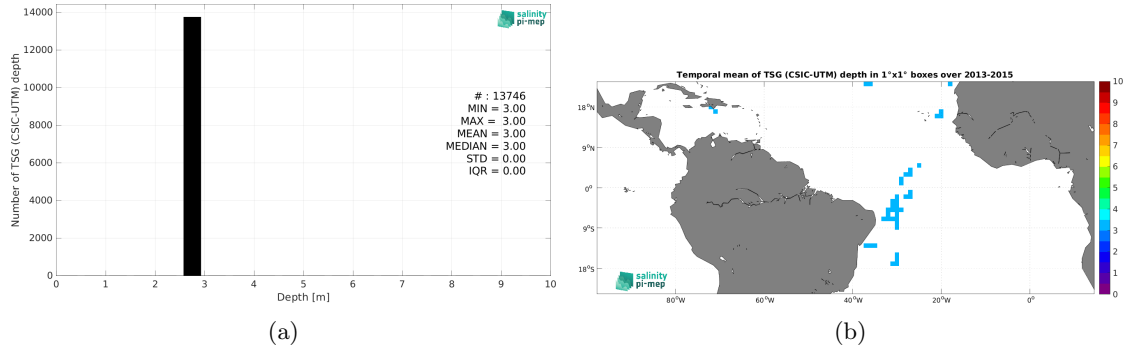 14000
12000
10000
8000
6000
4000
2000
0
Number of TSG (CSIC-UTM) depth
0 1 2 3 4 5 6 7 8 9 10
Depth [m]
salinity
pi-mep
# : 13746
MIN = 3.00
MAX = 3.00
MEAN = 3.00
MEDIAN = 3.00
STD = 0.00
IQR = 0.00
(a)
Temporal mean of TSG (CSIC-UTM) depth in 1°x1° boxes over 2013-2015
18°N
9°N
0°
9°S
18°S
80°W 60°W 40°W 20°W 0°
salinity
pi-mep
10
9
8
7
6
5
4
3
2
1
0
(b)